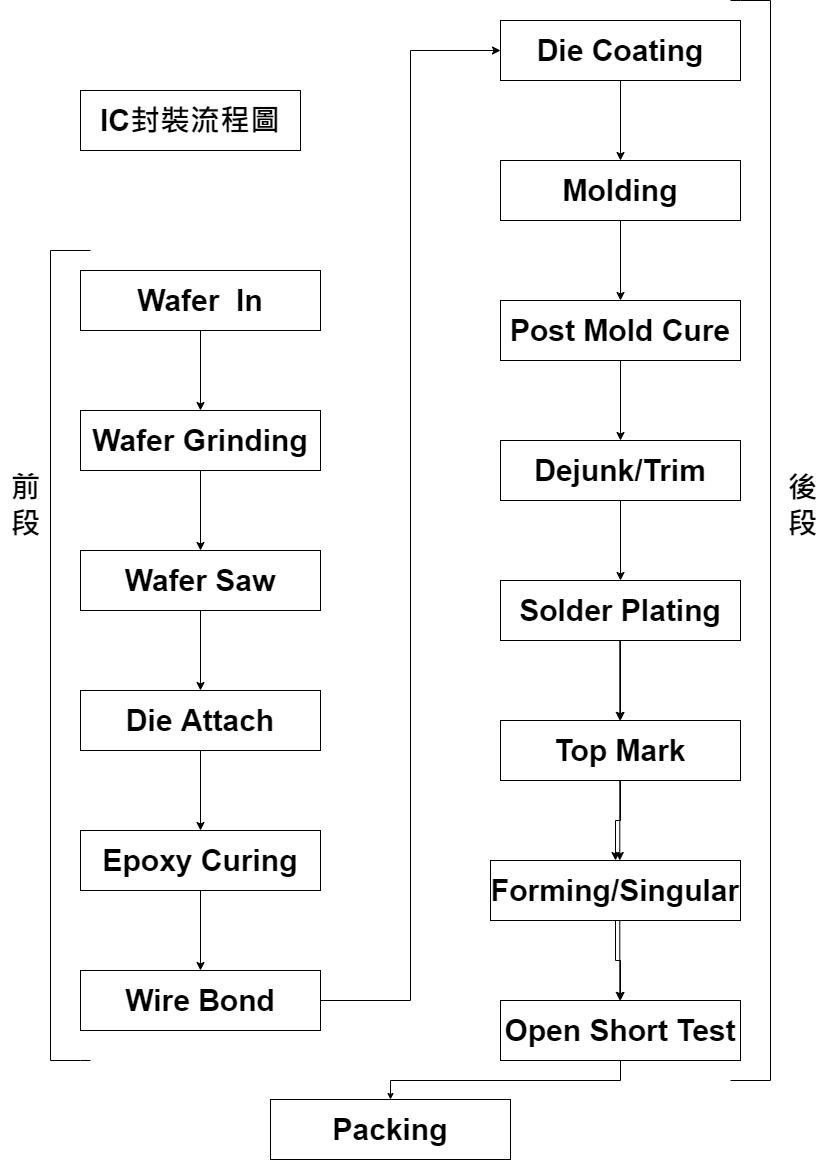 IC封裝流程圖
前
段
Wafer In
Wafer Grinding
Wafer Saw
Die Attach
Epoxy Curing
Wire Bond
Die Coating
Molding
Post Mold Cure
Dejunk/Trim
Solder Plating
Top Mark
Forming/Singular
Open Short Test
後
段
Packing